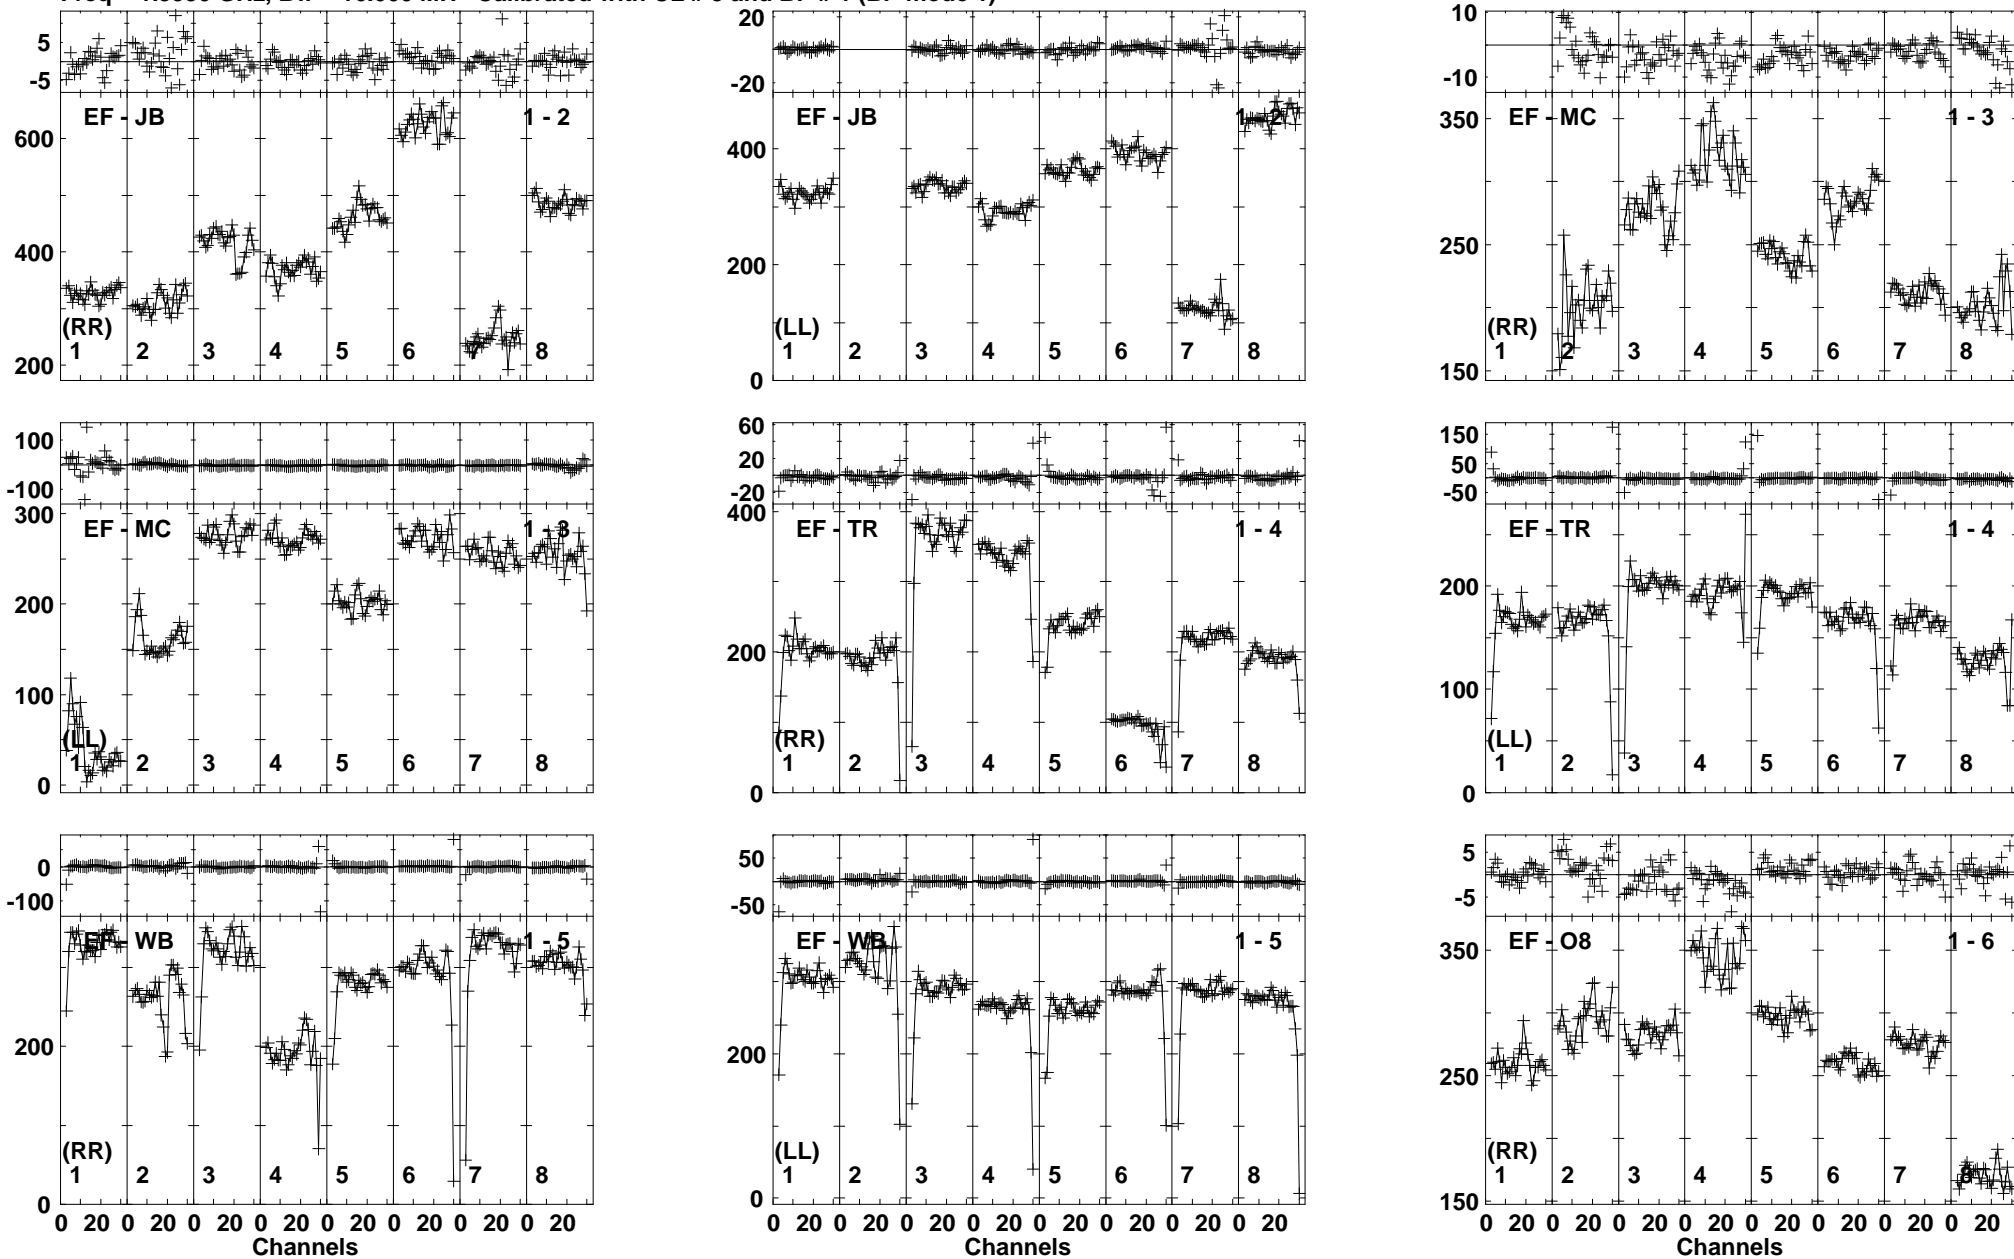 5 -5 EF - JB 1 - 2 600 400 200 (RR) 1 2 3 4 5 6 7 8
20 -20 EF - JB 1 - 2 400 200 0 (LL) 1 2 3 4 5 6 7 8
10 -10 EF - MC 1 - 3 350 250 150 (RR) 1 2 3 4 5 6 7 8
100 -100 EF - MC 1 - 3 300 200 100 0 (LL) 1 2 3 4 5 6 7 8
60 20 -20 EF - TR 1 - 4 400 200 0 (RR) 1 2 3 4 5 6 7 8
150 50 -50 EF - TR 1 - 4 200 100 0 (LL) 1 2 3 4 5 6 7 8
0 -100 EF - WB 1 - 5 200 0 (RR) 1 2 3 4 5 6 7 8
0 20 0 20 0 20 0 20 0 20 0 20 0 20 0 20
Channels
50 -50 EF - WB 1 - 5 200 0 (LL) 1 2 3 4 5 6 7 8
0 20 0 20 0 20 0 20 0 20 0 20 0 20 0 20
Channels
5 -5 EF - O8 1 - 6 350 250 150 (RR) 1 2 3 4 5 6 7 8
0 20 0 20 0 20 0 20 0 20 0 20 0 20 0 20
Channels